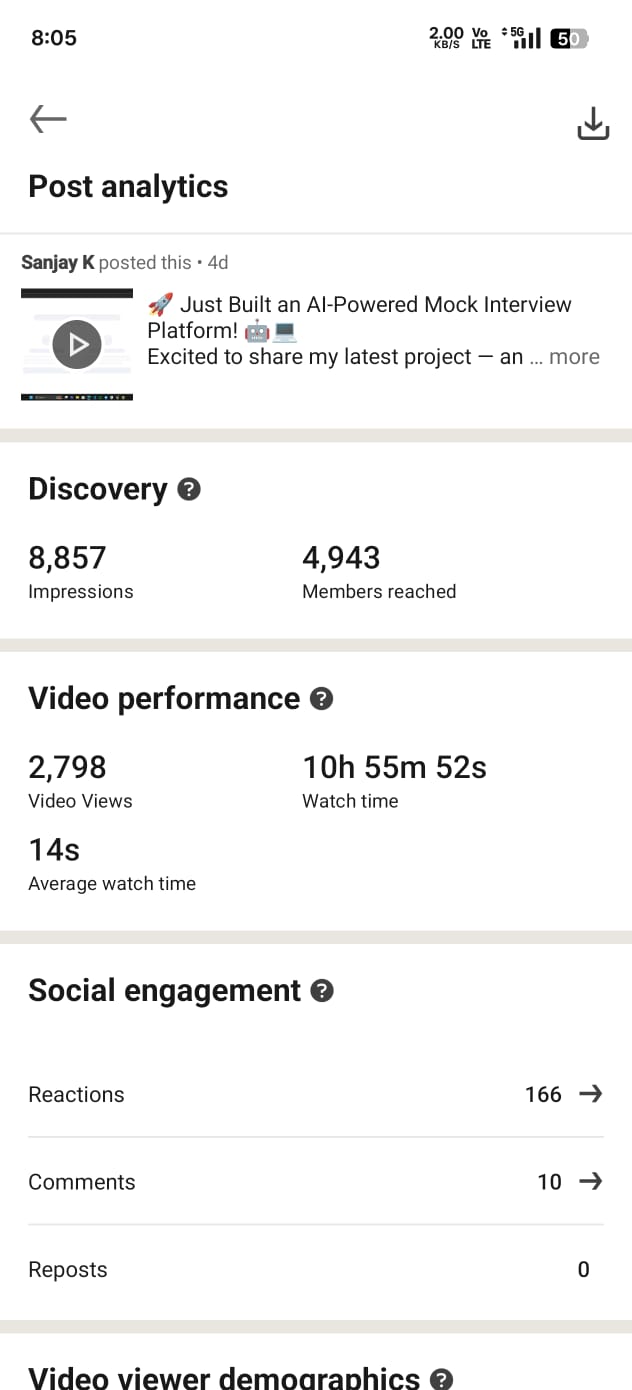 8:05
2.00 KB/S Vo LTE 5G 50
Post analytics
Sanjay K posted this • 4d
🚀 Just Built an AI-Powered Mock Interview
Platform! 🤖💻
Excited to share my latest project — an ... more
Discovery ?
8,857 4,943
Impressions Members reached
Video performance ?
2,798 10h 55m 52s
Video Views Watch time
14s
Average watch time
Social engagement ?
Reactions 166 →
Comments 10 →
Reposts 0
Video viewer demographics ?